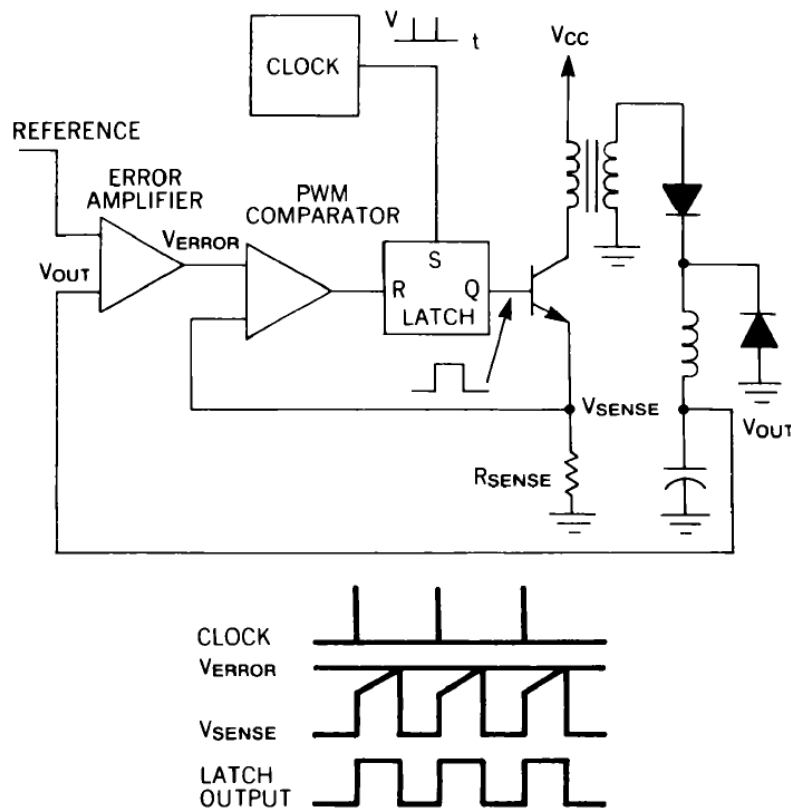 V
t
VCC
CLOCK
REFERENCE
ERROR
AMPLIFIER
PWM
COMPARATOR
VERROR
VOUT
S
R
Q
LATCH
VSENSE
VOUT
RSENSE
CLOCK
VERROR
VSENSE
LATCH
OUTPUT